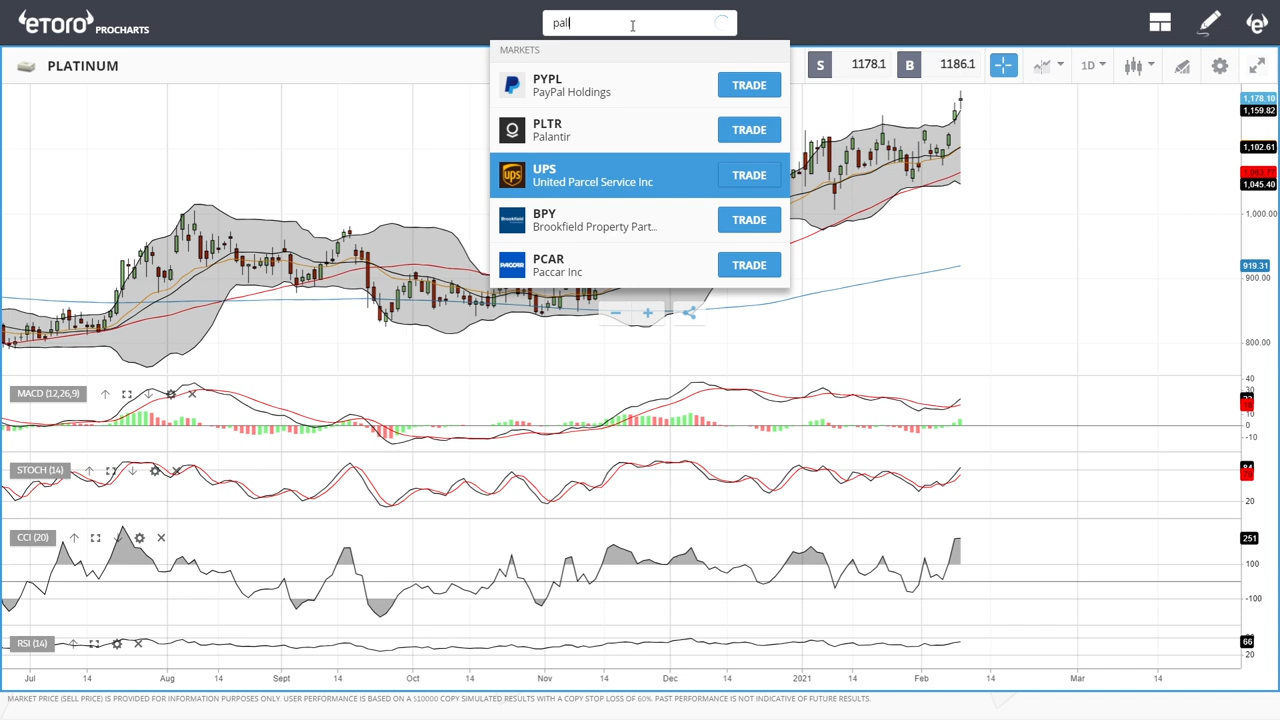 etoro PROCHARTS
pall
MARKETS
PYPL
PayPal Holdings
TRADE
PLTR
Palantir
TRADE
UPS
United Parcel Service Inc
TRADE
BPY
Brookfield Property Part...
TRADE
PCAR
Paccar Inc
TRADE
PLATINUM
S 1178.1 B 1186.1 1D
1,178.10
1,159.82
1,102.61
1,045.40
1,000.00
919.31
900.00
800.00
MACD (12,26,9)
40
30
10
0
-10
STOCH (14)
84
20
CCI (20)
251
100
-100
RSI (14)
66
20
Jul 14 Aug 14 Sept 14 Oct 14 Nov 14 Dec 14 2021 14 Feb 14 Mar 14
MARKET PRICE (SELL PRICE) IS PROVIDED FOR INFORMATION PURPOSES ONLY. USER PERFORMANCE IS BASED ON A $10000 COPY SIMULATED RESULTS WITH A COPY STOP LOSS OF 60%. PAST PERFORMANCE IS NOT INDICATIVE OF FUTURE RESULTS.